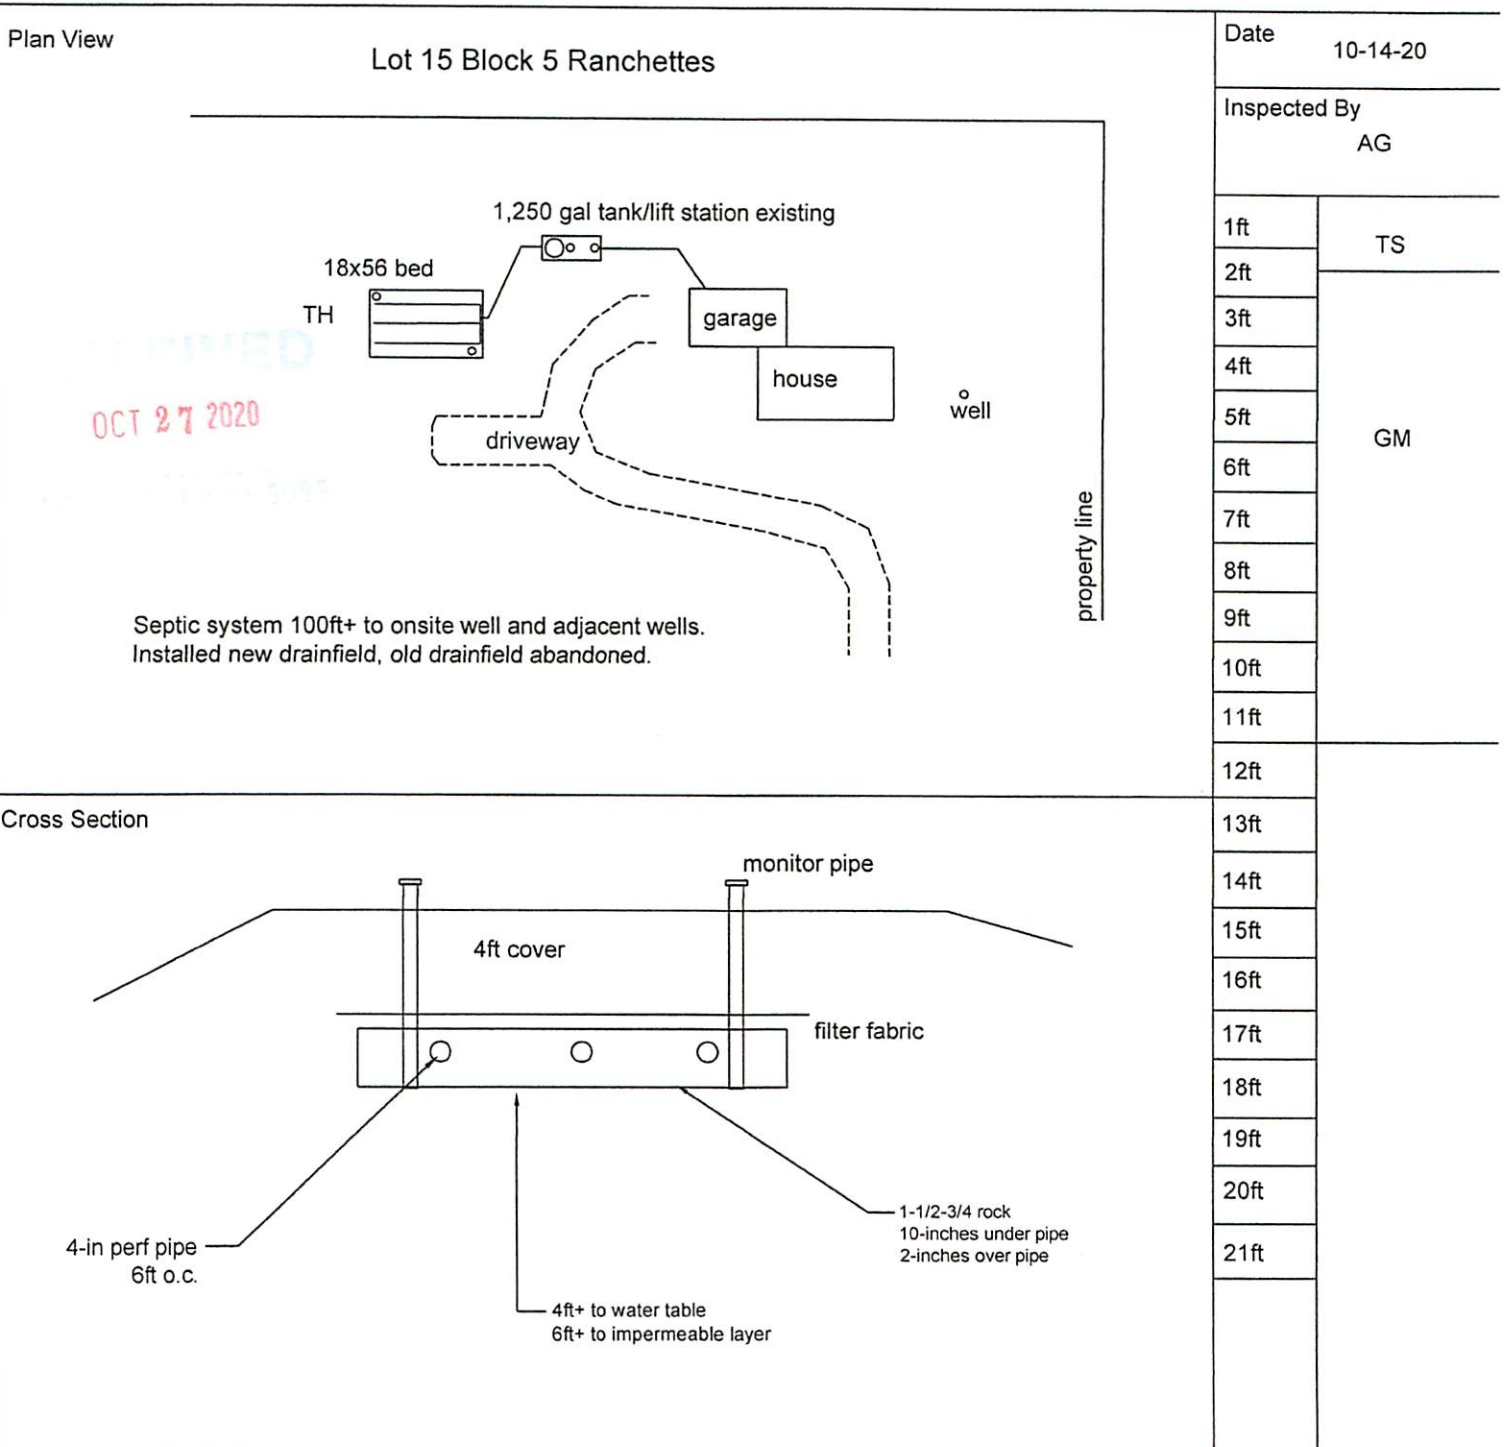 Plan View
Lot 15 Block 5 Ranchettes
Date
10-14-20
Inspected By
AG
1,250 gal tank/lift station existing
18x56 bed
TH
garage
house
well
driveway
property line
OCT 27 2020
Septic system 100ft+ to onsite well and adjacent wells.
Installed new drainfield, old drainfield abandoned.
1ft
TS
2ft
3ft
4ft
5ft
GM
6ft
7ft
8ft
9ft
10ft
11ft
12ft
13ft
14ft
15ft
16ft
17ft
18ft
19ft
20ft
21ft
Cross Section
monitor pipe
4ft cover
filter fabric
1-1/2-3/4 rock
10-inches under pipe
2-inches over pipe
4-in perf pipe
6ft o.c.
4ft+ to water table
6ft+ to impermeable layer